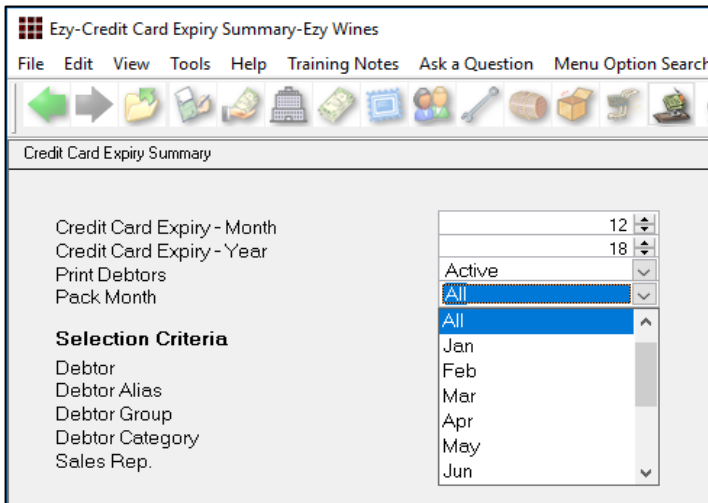 Ezy-Credit Card Expiry Summary-Ezy Wines
File Edit View Tools Help Training Notes Ask a Question Menu Option Search
Credit Card Expiry Summary
Credit Card Expiry - Month 12
Credit Card Expiry - Year 18
Print Debtors Active
Pack Month All
All
Selection Criteria
Jan
Debtor Feb
Debtor Alias Mar
Debtor Group Apr
Debtor Category May
Sales Rep. Jun